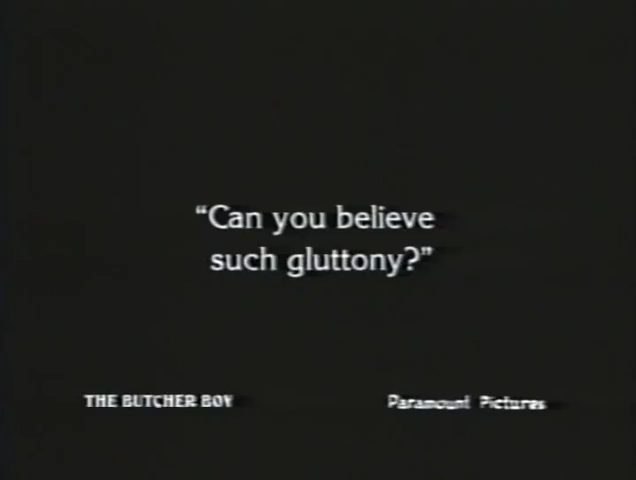 “Can you believe
such gluttony?”
THE BUTCHER BOY
Paramount Pictures